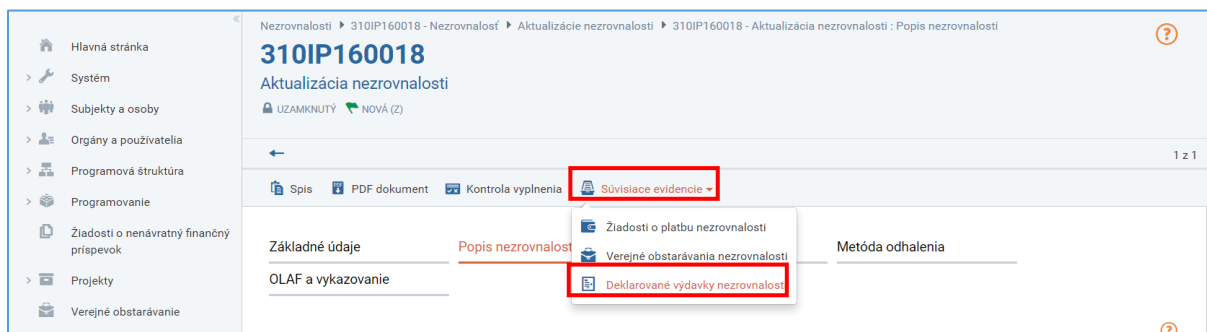 Nezrovnalosti 310IP160018 - Nezrovnalosť Aktualizácie nezrovnalosti 310IP160018 - Aktualizácia nezrovnalosti : Popis nezrovnalosti
310IP160018
Aktualizácia nezrovnalosti
UZAMKNUTÝ NOVÁ (Z)
Hlavná stránka
Systém
Subjekty a osoby
Orgány a používatelia
Programová štruktúra
Programovanie
Žiadosti o nenávratný finančný
príspevok
Projekty
Verejné obstarávanie
1 z 1
Spis PDF dokument Kontrola vyplnenia Súvisiace evidencie
Žiadosti o platbu nezrovnalosti
Verejné obstarávania nezrovnalosti
Deklarované výdavky nezrovnalosti
Základné údaje Popis nezrovnalost Metóda odhalenia
OLAF a vykazovanie